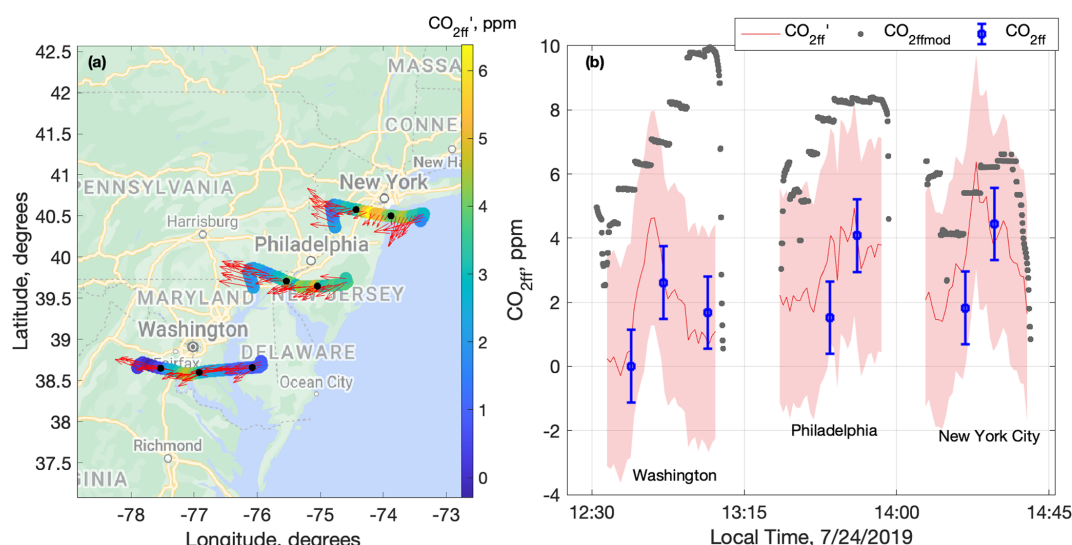 CO2ff', ppm
(a)
42.5
42
41.5
41
40.5
40
39.5
39
38.5
38
37.5
Latitude, degrees
MASSA
CONNE
New Ha
New York
PENNSYLVANIA
Harrisburg
Philadelphia
MARYLAND
NEW JERSEY
Washington
Fairfax
DELAWARE
Ocean City
Richmond
GINIA
-78
-77
-76
-75
-74
-73
Longitude, degrees
6
5
4
3
2
1
0
CO2ff'
CO2ffmod
CO2ff
(b)
10
8
6
4
2
0
-2
-4
CO2ff, ppm
Washington
Philadelphia
New York City
12:30
13:15
14:00
14:45
Local Time, 7/24/2019